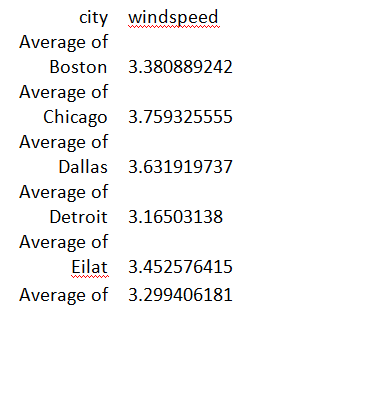 city windspeed
Average of
Boston 3.380889242
Average of
Chicago 3.759325555
Average of
Dallas 3.631919737
Average of
Detroit 3.16503138
Average of
Eilat 3.452576415
Average of 3.299406181